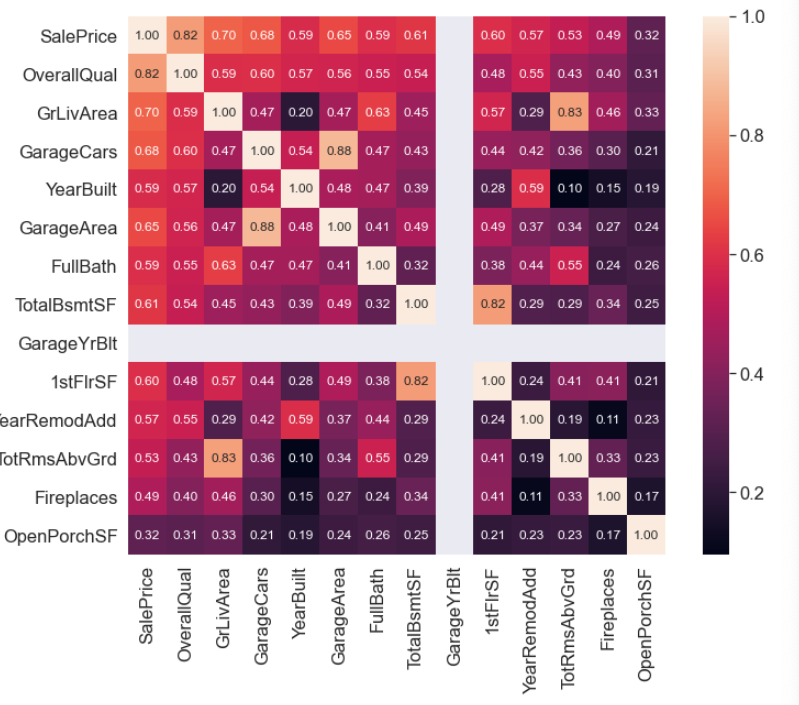 SalePrice 1.00 0.82 0.70 0.68 0.59 0.65 0.59 0.61 0.60 0.57 0.53 0.49 0.32
OverallQual 0.82 1.00 0.59 0.60 0.57 0.56 0.55 0.54 0.48 0.55 0.43 0.40 0.31
GrLivArea 0.70 0.59 1.00 0.47 0.20 0.47 0.63 0.45 0.57 0.29 0.83 0.46 0.33
GarageCars 0.68 0.60 0.47 1.00 0.54 0.88 0.47 0.43 0.44 0.42 0.36 0.30 0.21
YearBuilt 0.59 0.57 0.20 0.54 1.00 0.48 0.47 0.39 0.28 0.59 0.10 0.15 0.19
GarageArea 0.65 0.56 0.47 0.88 0.48 1.00 0.41 0.49 0.49 0.37 0.34 0.27 0.24
FullBath 0.59 0.55 0.63 0.47 0.47 0.41 1.00 0.32 0.38 0.44 0.55 0.24 0.26
TotalBsmtSF 0.61 0.54 0.45 0.43 0.39 0.49 0.32 1.00 0.82 0.29 0.29 0.34 0.25
GarageYrBlt
1stFlrSF 0.60 0.48 0.57 0.44 0.28 0.49 0.38 0.82 1.00 0.24 0.41 0.41 0.21
earRemodAdd 0.57 0.55 0.29 0.42 0.59 0.37 0.44 0.29 0.24 1.00 0.19 0.11 0.23
TotRmsAbvGrd 0.53 0.43 0.83 0.36 0.10 0.34 0.55 0.29 0.41 0.19 1.00 0.33 0.23
Fireplaces 0.49 0.40 0.46 0.30 0.15 0.27 0.24 0.34 0.41 0.11 0.33 1.00 0.17
OpenPorchSF 0.32 0.31 0.33 0.21 0.19 0.24 0.26 0.25 0.21 0.23 0.23 0.17 1.00
SalePrice
OverallQual
GrLivArea
GarageCars
YearBuilt
GarageArea
FullBath
TotalBsmtSF
GarageYrBlt
1stFlrSF
YearRemodAdd
TotRmsAbvGrd
Fireplaces
OpenPorchSF
1.0
0.8
0.6
0.4
0.2